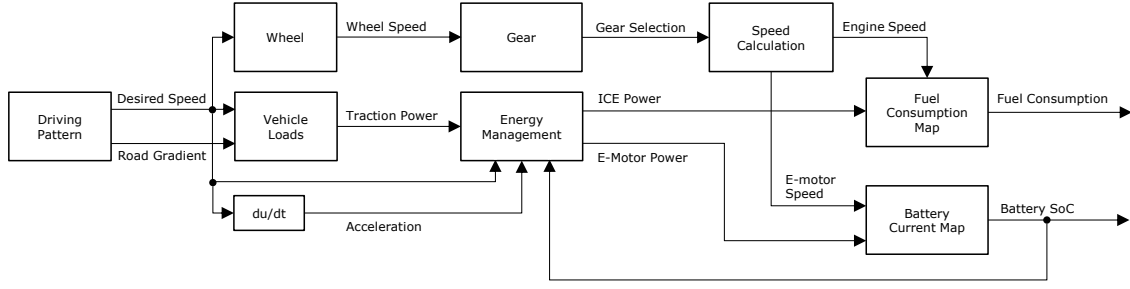 Wheel
Wheel Speed
Gear
Gear Selection
Speed
Calculation
Engine Speed
Driving
Pattern
Desired Speed
Road Gradient
Vehicle
Loads
Traction Power
Energy
Management
ICE Power
E-Motor Power
Fuel
Consumption
Map
Fuel Consumption
du/dt
Acceleration
E-motor
Speed
Battery
Current Map
Battery SoC